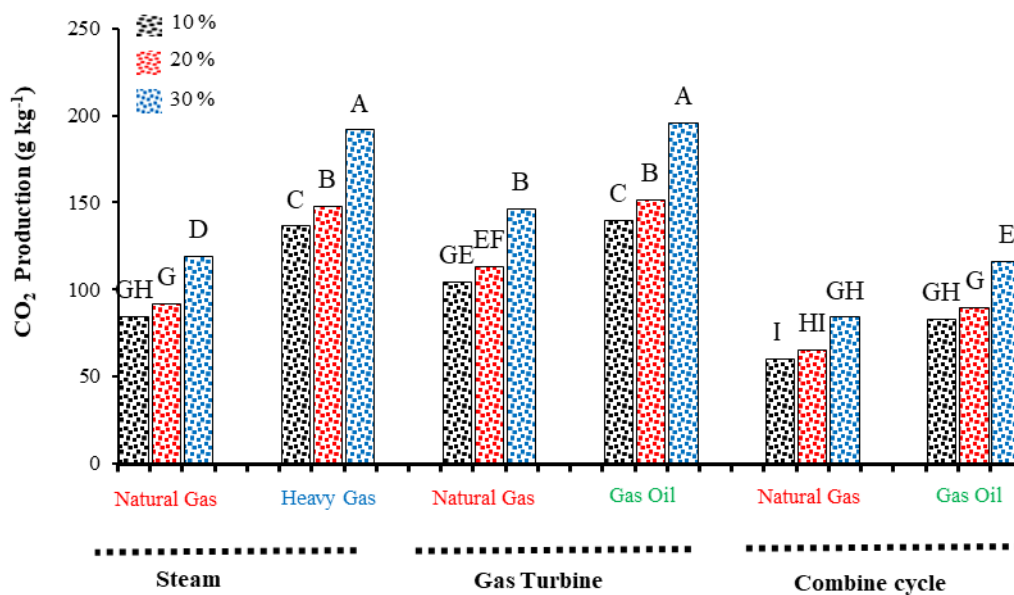 CO₂ Production (g kg⁻¹)
250
200
150
100
50
0
10 %
20 %
30 %
GH G D
C B A
GE EF B
C B A
I HI GH
GH G E
Natural Gas Heavy Gas Natural Gas Gas Oil Natural Gas Gas Oil
Steam Gas Turbine Combine cycle